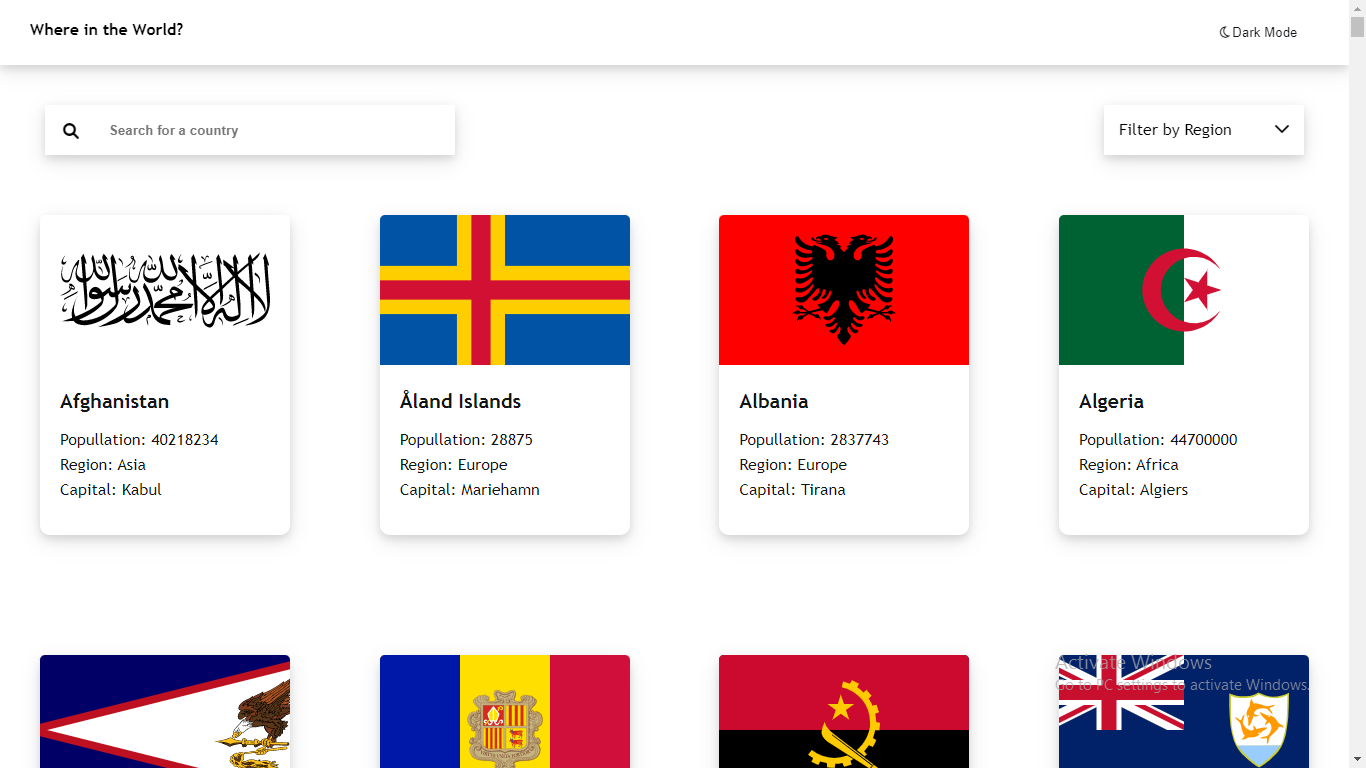 Where in the World?
Dark Mode
Search for a country
Filter by Region
لا إله إلا الله محمد رسول الله
Afghanistan
Popullation: 40218234
Region: Asia
Capital: Kabul
Åland Islands
Popullation: 28875
Region: Europe
Capital: Mariehamn
Albania
Popullation: 2837743
Region: Europe
Capital: Tirana
Algeria
Popullation: 44700000
Region: Africa
Capital: Algiers
Activate Windows
Go to PC settings to activate Windows.